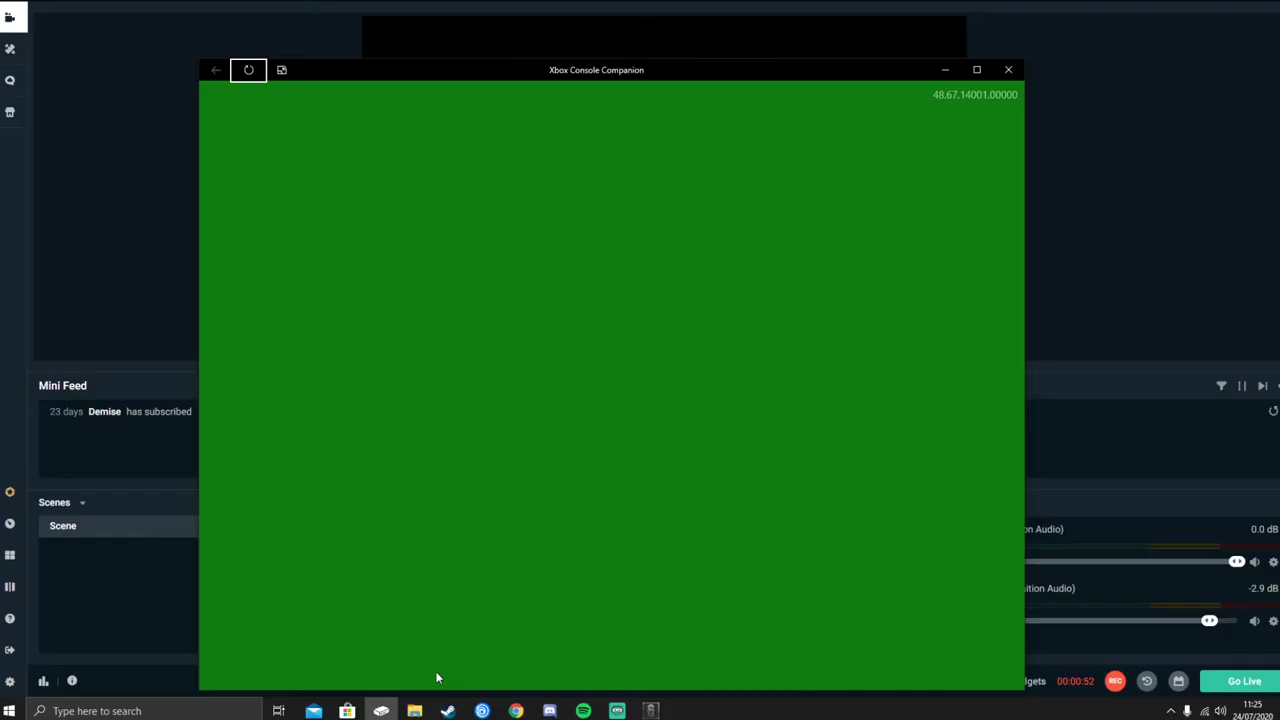 Xbox Console Companion
48.67.14001.00000
Mini Feed
23 days Demise has subscribed
Scenes
Scene
on Audio)
0.0 dB
ition Audio)
-2.9 dB
dgets
00:00:52
REC
Go Live
Type here to search
11:25
24/07/2020